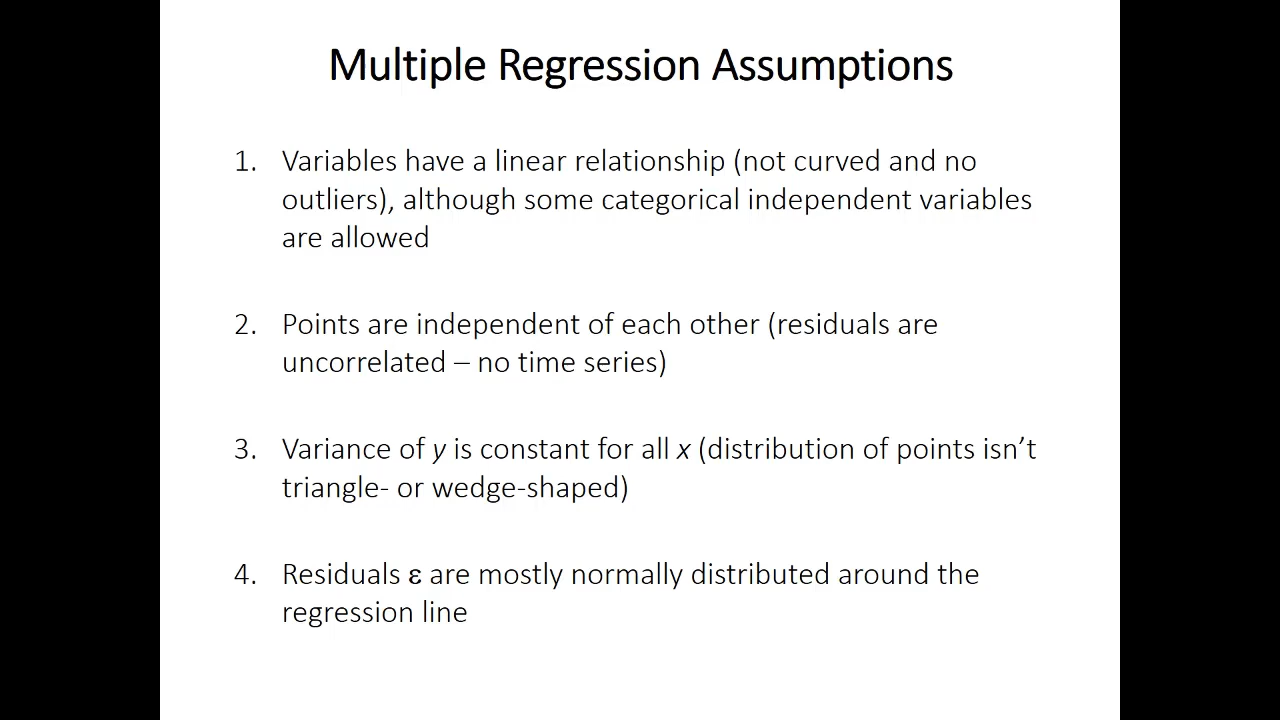 Multiple Regression Assumptions
1. Variables have a linear relationship (not curved and no
outliers), although some categorical independent variables
are allowed
2. Points are independent of each other (residuals are
uncorrelated – no time series)
3. Variance of y is constant for all x (distribution of points isn’t
triangle- or wedge-shaped)
4. Residuals ε are mostly normally distributed around the
regression line